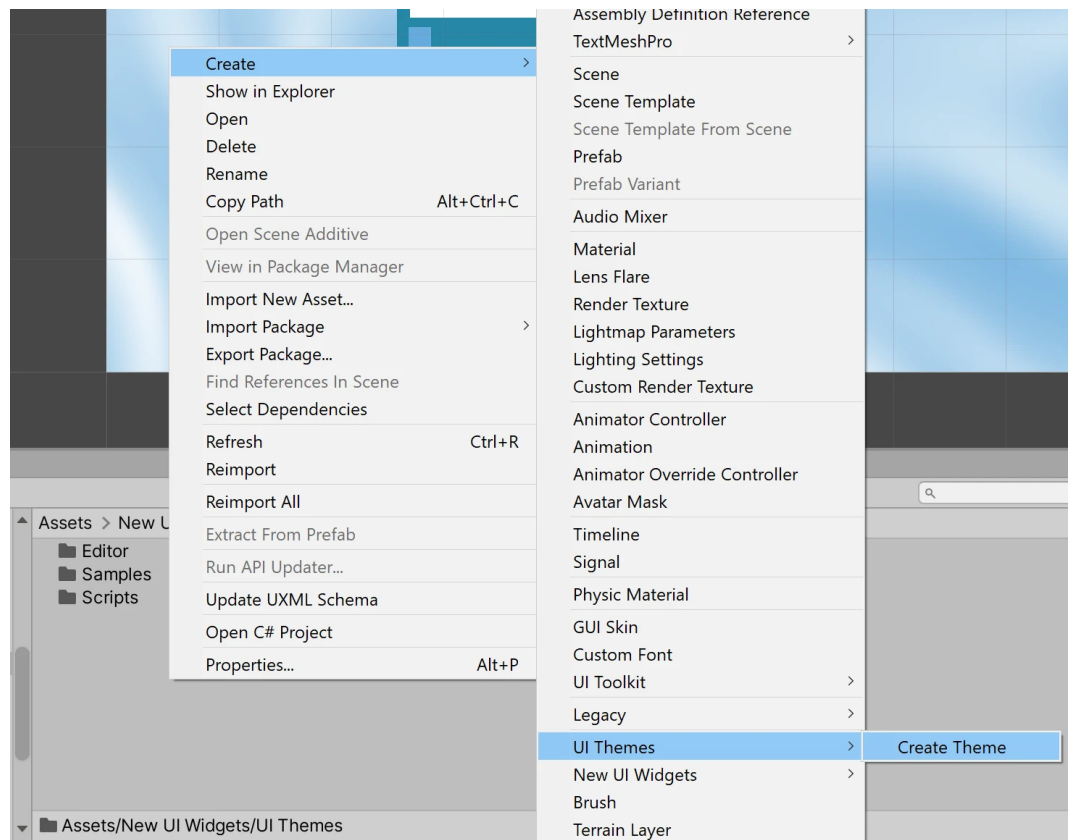 Create
Show in Explorer
Open
Delete
Rename
Copy Path Alt+Ctrl+C
Open Scene Additive
View in Package Manager
Import New Asset...
Import Package
Export Package...
Find References In Scene
Select Dependencies
Refresh Ctrl+R
Reimport
Reimport All
Extract From Prefab
Run API Updater...
Update UXML Schema
Open C# Project
Properties... Alt+P
Assembly Definition Reference
TextMeshPro
Scene
Scene Template
Scene Template From Scene
Prefab
Prefab Variant
Audio Mixer
Material
Lens Flare
Render Texture
Lightmap Parameters
Lighting Settings
Custom Render Texture
Animator Controller
Animation
Animator Override Controller
Avatar Mask
Timeline
Signal
Physic Material
GUI Skin
Custom Font
UI Toolkit
Legacy
UI Themes
New UI Widgets
Brush
Terrain Layer
Create Theme
Assets > New U
Editor
Samples
Scripts
Assets/New UI Widgets/UI Themes